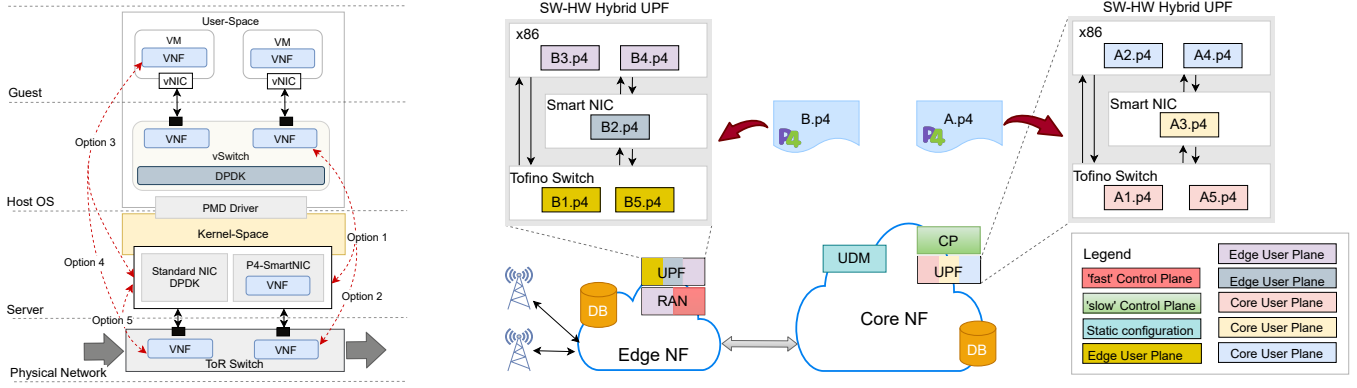 User-Space
VM
VM
VNF
VNF
vNIC
vNIC
Guest
VNF
VNF
Option 3
vSwitch
DPDK
Host OS
PMD Driver
Kernel-Space
Option 1
Option 4
Standard NIC
DPDK
P4-SmartNIC
VNF
Server
Option 2
Option 5
VNF
VNF
ToR Switch
Physical Network
SW-HW Hybrid UPF
x86
B3.p4
B4.p4
Smart NIC
B2.p4
Tofino Switch
B1.p4
B5.p4
B.p4
P4
A.p4
P4
SW-HW Hybrid UPF
x86
A2.p4
A4.p4
Smart NIC
A3.p4
Tofino Switch
A1.p4
A5.p4
UPF
RAN
DB
Edge NF
UDM
CP
UPF
Core NF
DB
Legend
'fast' Control Plane
'slow' Control Plane
Static configuration
Edge User Plane
Edge User Plane
Edge User Plane
Core User Plane
Core User Plane
Core User Plane